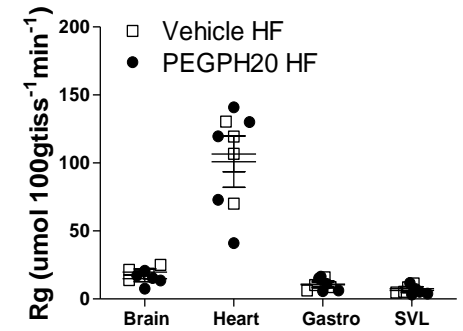 200
150
100
50
0
Rg (umol 100gtiss⁻¹min⁻¹)
Vehicle HF
PEGPH20 HF
Brain Heart Gastro SVL